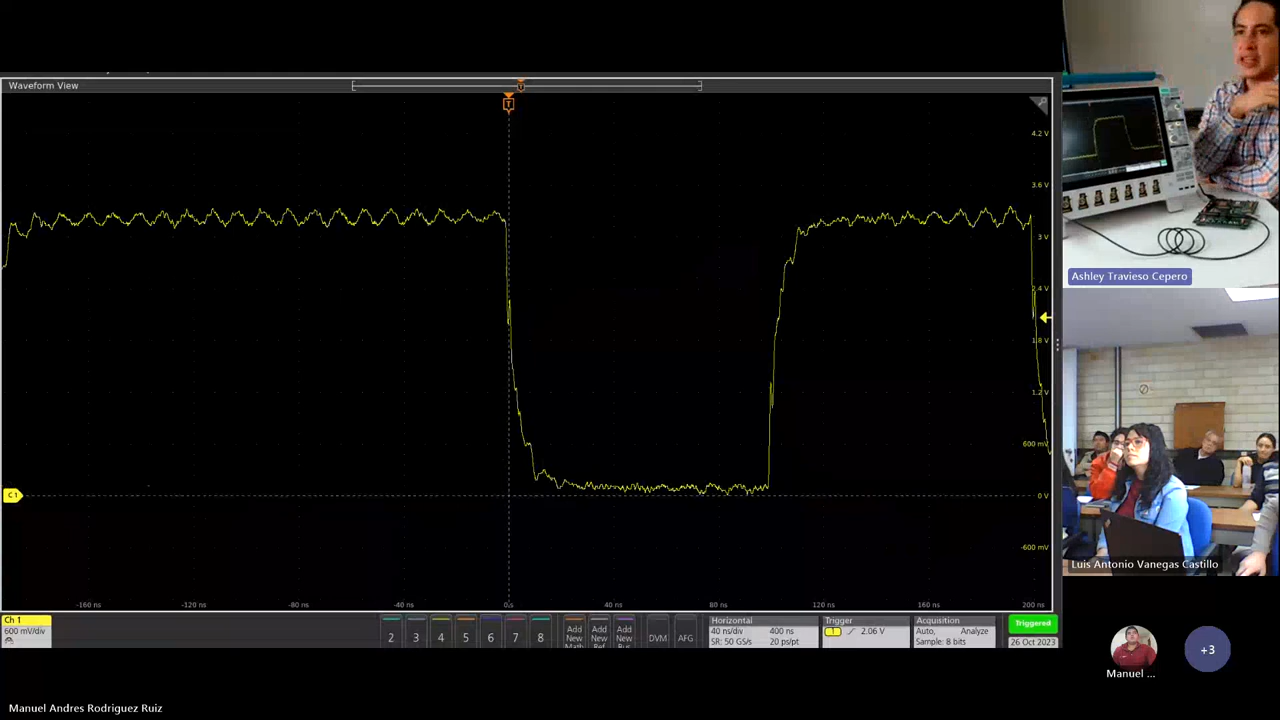 Waveform View
T
T
4.2 V
3.6 V
3 V
2.4 V
1.8 V
1.2 V
600 mV
0 V
-600 mV
C 1
-160 ns
-120 ns
-80 ns
-40 ns
0 s
40 ns
80 ns
120 ns
160 ns
200 ns
Ch 1
600 mV/div
2
3
4
5
6
7
8
Add
New
Math
Add
New
Ref
Add
New
Bus
DVM
AFG
Horizontal
40 ns/div 400 ns
SR: 50 GS/s 20 ps/pt
Trigger
1 2.06 V
Acquisition
Auto, Analyze
Sample: 8 bits
Triggered
26 Oct 2023
Ashley Travieso Cepero
Luis Antonio Vanegas Castillo
Manuel ...
+3
Manuel Andres Rodriguez Ruiz